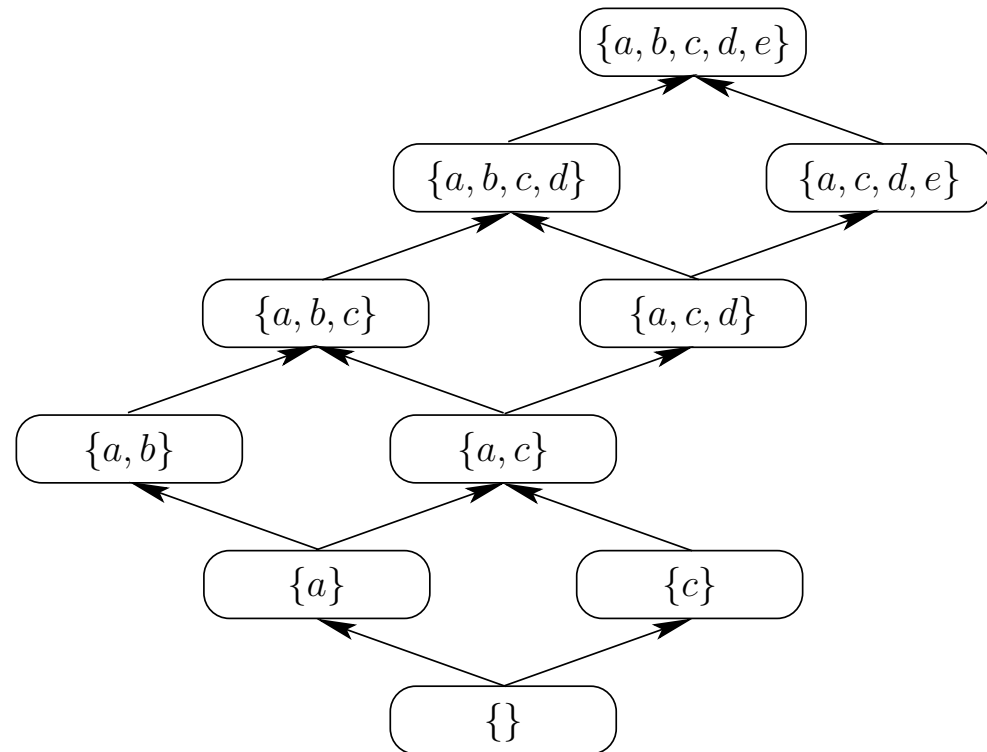 {a, b, c, d, e}
{a, b, c, d}
{a, c, d, e}
{a, b, c}
{a, c, d}
{a, b}
{a, c}
{a}
{c}
{}